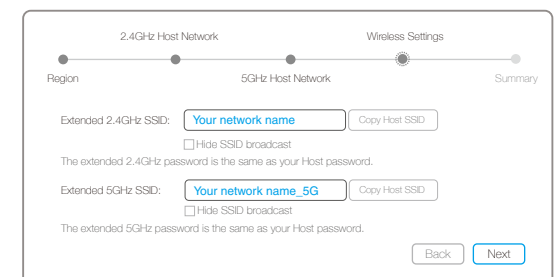 2.4GHz Host Network Wireless Settings
Region 5GHz Host Network Summary
Extended 2.4GHz SSID: Your network name Copy Host SSID
Hide SSID broadcast
The extended 2.4GHz password is the same as your Host password.
Extended 5GHz SSID: Your network name_5G Copy Host SSID
Hide SSID broadcast
The extended 5GHz password is the same as your Host password.
Back Next